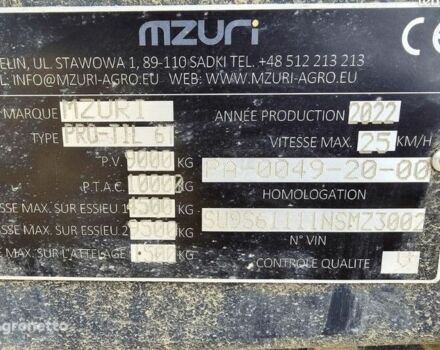 mzuri
ELIN, UL. STAWOWA 1, 89-110 SADKI TEL. +48 512 213 213
L: INFO@MZURI-AGRO.EU WEB: WWW.MZURI-AGRO.EU
MARQUE MZURI ANNÉE PRODUCTION 2022
TYPE PRO-TIL 6T VITESSE MAX. 25 KM/H
P.V. 9000 KG PA-0049-20-00
P.T.A.C. 10000 KG HOMOLOGATION
SSE MAX. SUR ESSIEU 1 KG
SSE MAX. SUR ESSIEU 2 9500 KG N° VIN
MAX. SUR L'ATTELAGE 500 KG CONTRÔLE QUALITE
agronetto